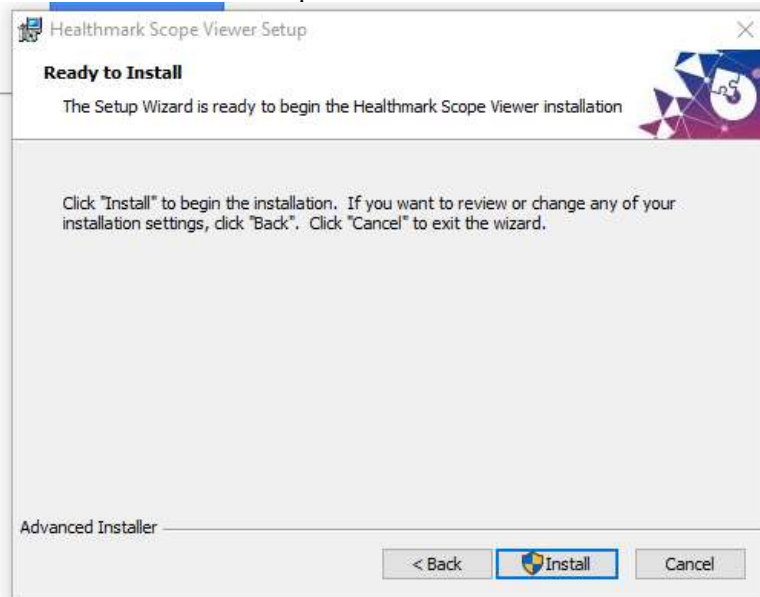 Healthmark Scope Viewer Setup
Ready to Install
The Setup Wizard is ready to begin the Healthmark Scope Viewer installation
Click "Install" to begin the installation. If you want to review or change any of your
installation settings, click "Back". Click "Cancel" to exit the wizard.
Advanced Installer
< Back Install Cancel